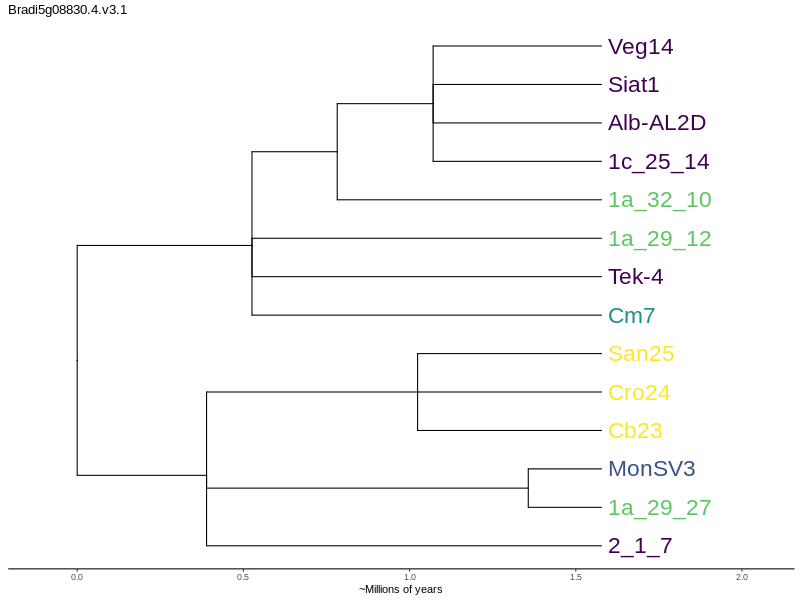 Bradi5g08830.4.v3.1
Veg14
Siat1
Alb-AL2D
1c_25_14
1a_32_10
1a_29_12
Tek-4
Cm7
San25
Cro24
Cb23
MonSV3
1a_29_27
2_1_7
0.0 0.5 1.0 1.5 2.0
~Millions of years